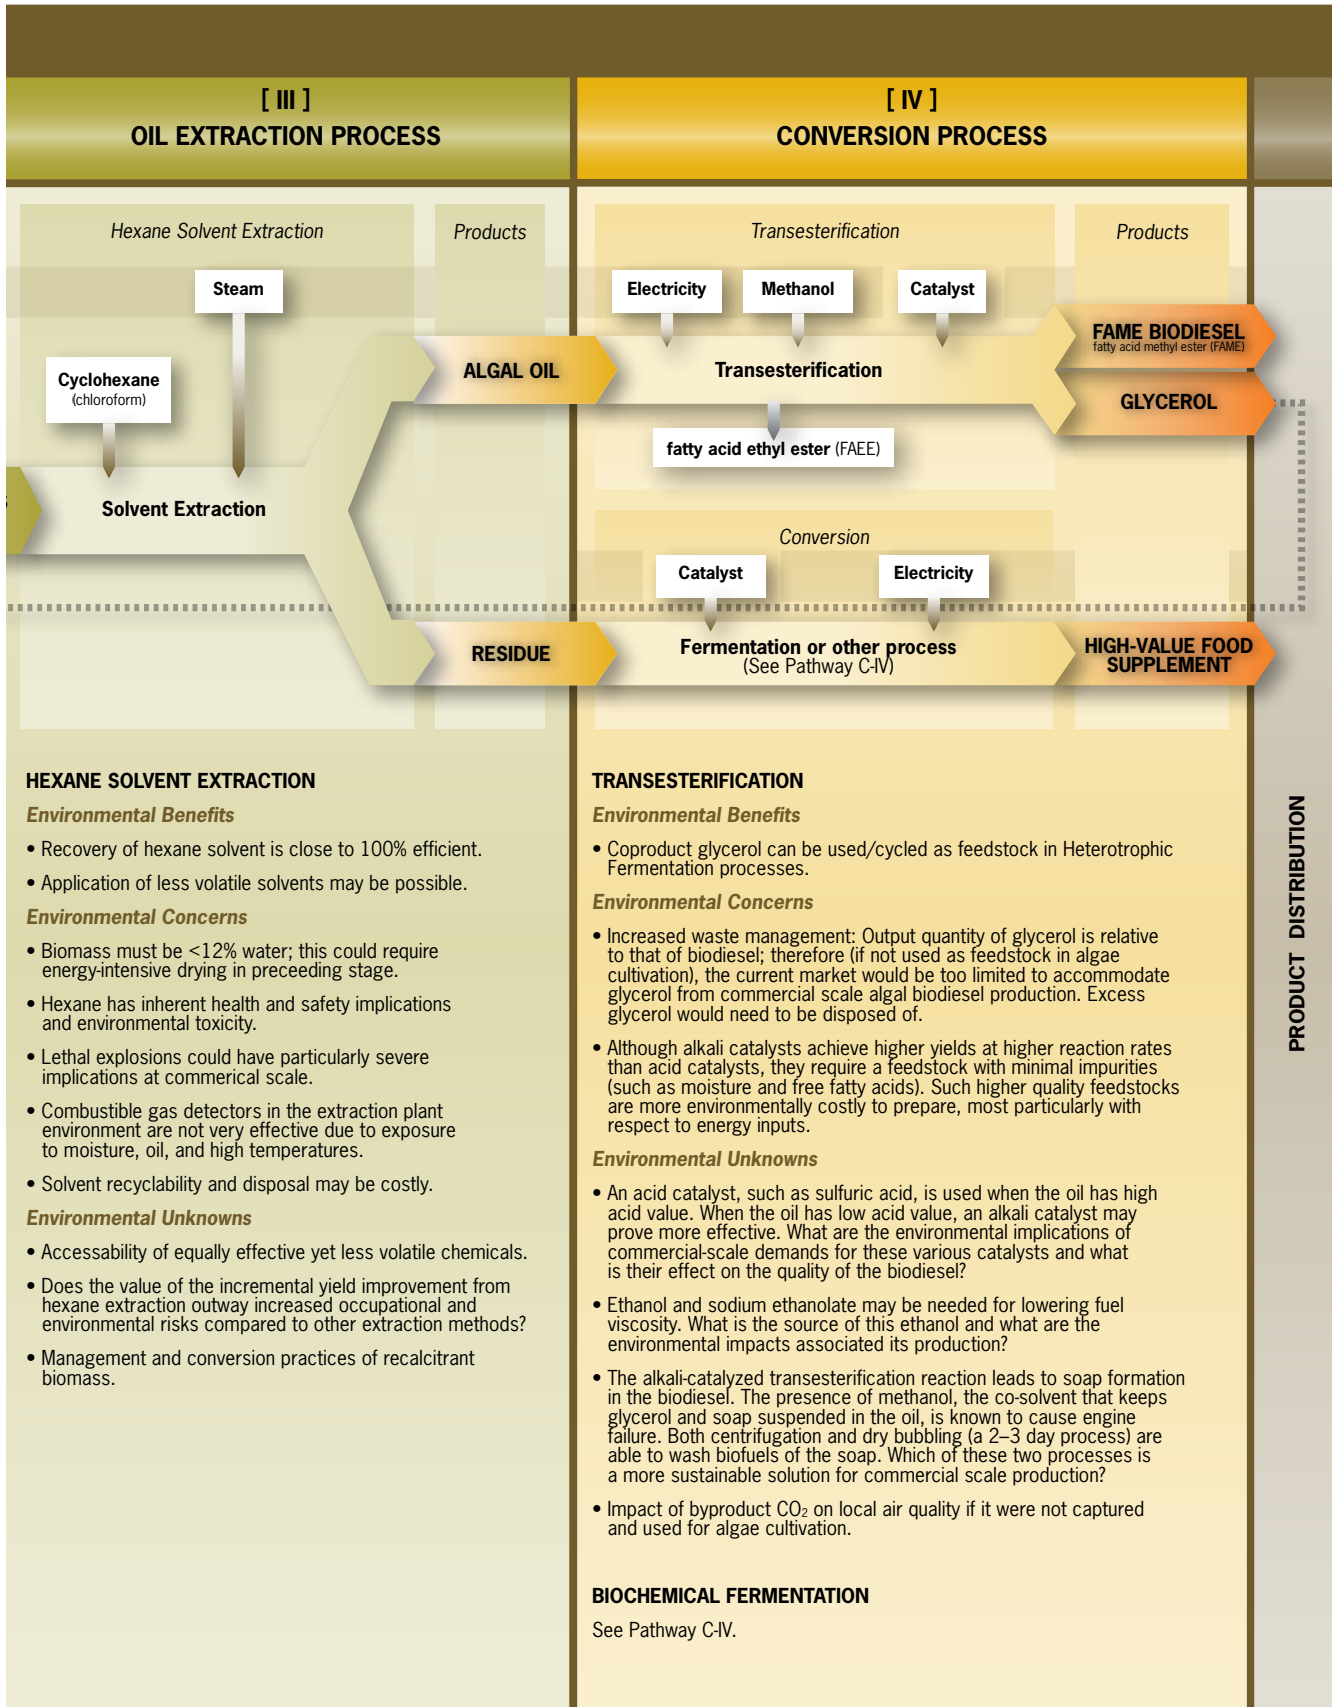 [ III ]
OIL EXTRACTION PROCESS
[ IV ]
CONVERSION PROCESS
Hexane Solvent Extraction
Products
Steam
Cyclohexane
(chloroform)
Solvent Extraction
ALGAL OIL
RESIDUE
Transesterification
Products
Electricity
Methanol
Catalyst
Transesterification
fatty acid ethyl ester (FAEE)
FAME BIODIESEL
fatty acid methyl ester (FAME)
GLYCEROL
Conversion
Catalyst
Electricity
Fermentation or other process
(See Pathway C-IV)
HIGH-VALUE FOOD
SUPPLEMENT
HEXANE SOLVENT EXTRACTION
Environmental Benefits
• Recovery of hexane solvent is close to 100% efficient.
• Application of less volatile solvents may be possible.
Environmental Concerns
• Biomass must be <12% water; this could require
energy-intensive drying in preceeding stage.
• Hexane has inherent health and safety implications
and environmental toxicity.
• Lethal explosions could have particularly severe
implications at commerical scale.
• Combustible gas detectors in the extraction plant
environment are not very effective due to exposure
to moisture, oil, and high temperatures.
• Solvent recyclability and disposal may be costly.
Environmental Unknowns
• Accessability of equally effective yet less volatile chemicals.
• Does the value of the incremental yield improvement from
hexane extraction outway increased occupational and
environmental risks compared to other extraction methods?
• Management and conversion practices of recalcitrant
biomass.
TRANSESTERIFICATION
Environmental Benefits
• Coproduct glycerol can be used/cycled as feedstock in Heterotrophic
Fermentation processes.
Environmental Concerns
• Increased waste management: Output quantity of glycerol is relative
to that of biodiesel; therefore (if not used as feedstock in algae
cultivation), the current market would be too limited to accommodate
glycerol from commercial scale algal biodiesel production. Excess
glycerol would need to be disposed of.
• Although alkali catalysts achieve higher yields at higher reaction rates
than acid catalysts, they require a feedstock with minimal impurities
(such as moisture and free fatty acids). Such higher quality feedstocks
are more environmentally costly to prepare, most particularly with
respect to energy inputs.
Environmental Unknowns
• An acid catalyst, such as sulfuric acid, is used when the oil has high
acid value. When the oil has low acid value, an alkali catalyst may
prove more effective. What are the environmental implications of
commercial-scale demands for these various catalysts and what
is their effect on the quality of the biodiesel?
• Ethanol and sodium ethanolate may be needed for lowering fuel
viscosity. What is the source of this ethanol and what are the
environmental impacts associated its production?
• The alkali-catalyzed transesterification reaction leads to soap formation
in the biodiesel. The presence of methanol, the co-solvent that keeps
glycerol and soap suspended in the oil, is known to cause engine
failure. Both centrifugation and dry bubbling (a 2–3 day process) are
able to wash biofuels of the soap. Which of these two processes is
a more sustainable solution for commercial scale production?
• Impact of byproduct CO₂ on local air quality if it were not captured
and used for algae cultivation.
BIOCHEMICAL FERMENTATION
See Pathway C-IV.
PRODUCT DISTRIBUTION